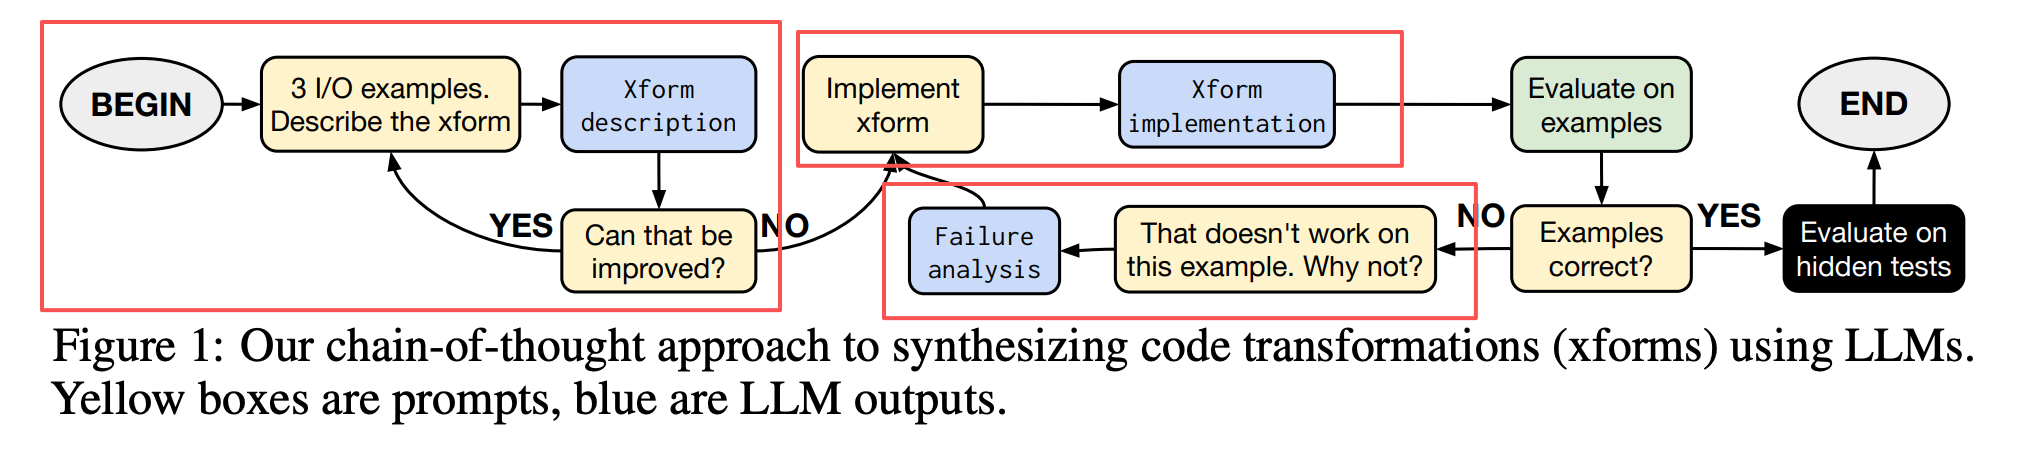 BEGIN
3 I/O examples.
Describe the xform
Xform
description
YES
Can that be
improved?
NO
Implement
xform
Xform
implementation
Evaluate on
examples
Failure
analysis
That doesn't work on
this example. Why not?
NO
Examples
correct?
YES
Evaluate on
hidden tests
END
Figure 1: Our chain-of-thought approach to synthesizing code transformations (xforms) using LLMs.
Yellow boxes are prompts, blue are LLM outputs.